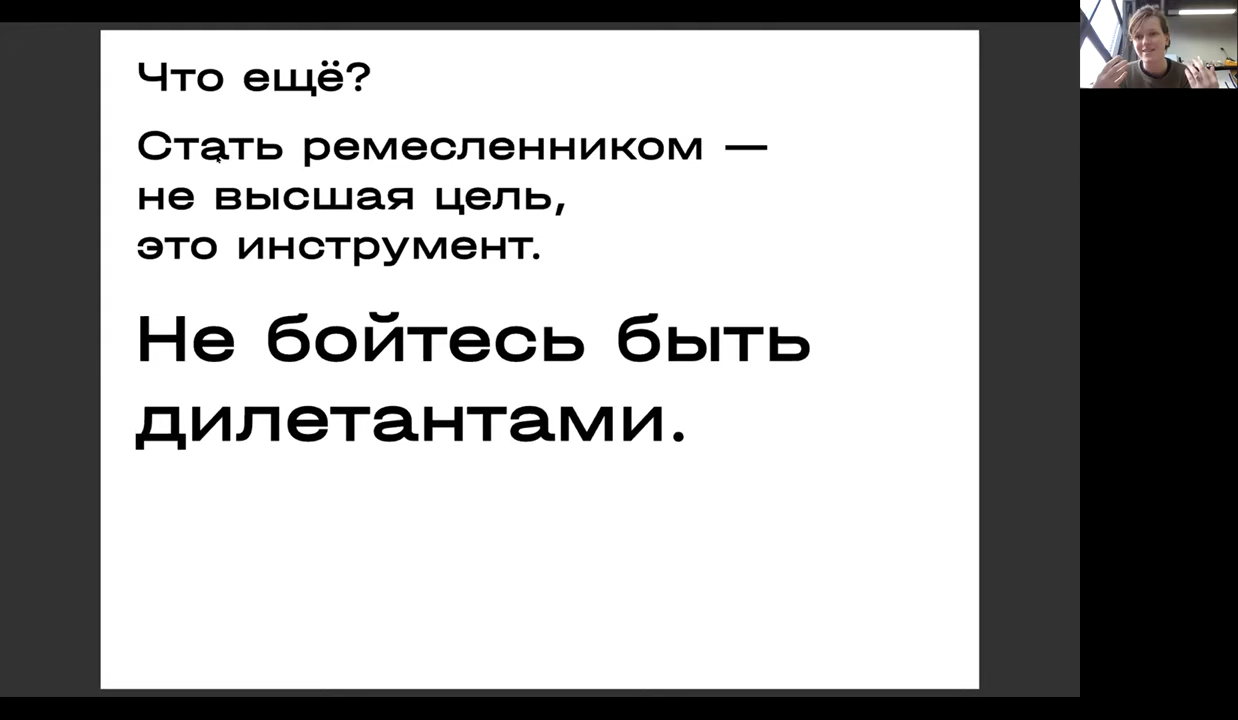 Что ещё?
Стать ремесленником —
не высшая цель,
это инструмент.
Не бойтесь быть
дилетантами.